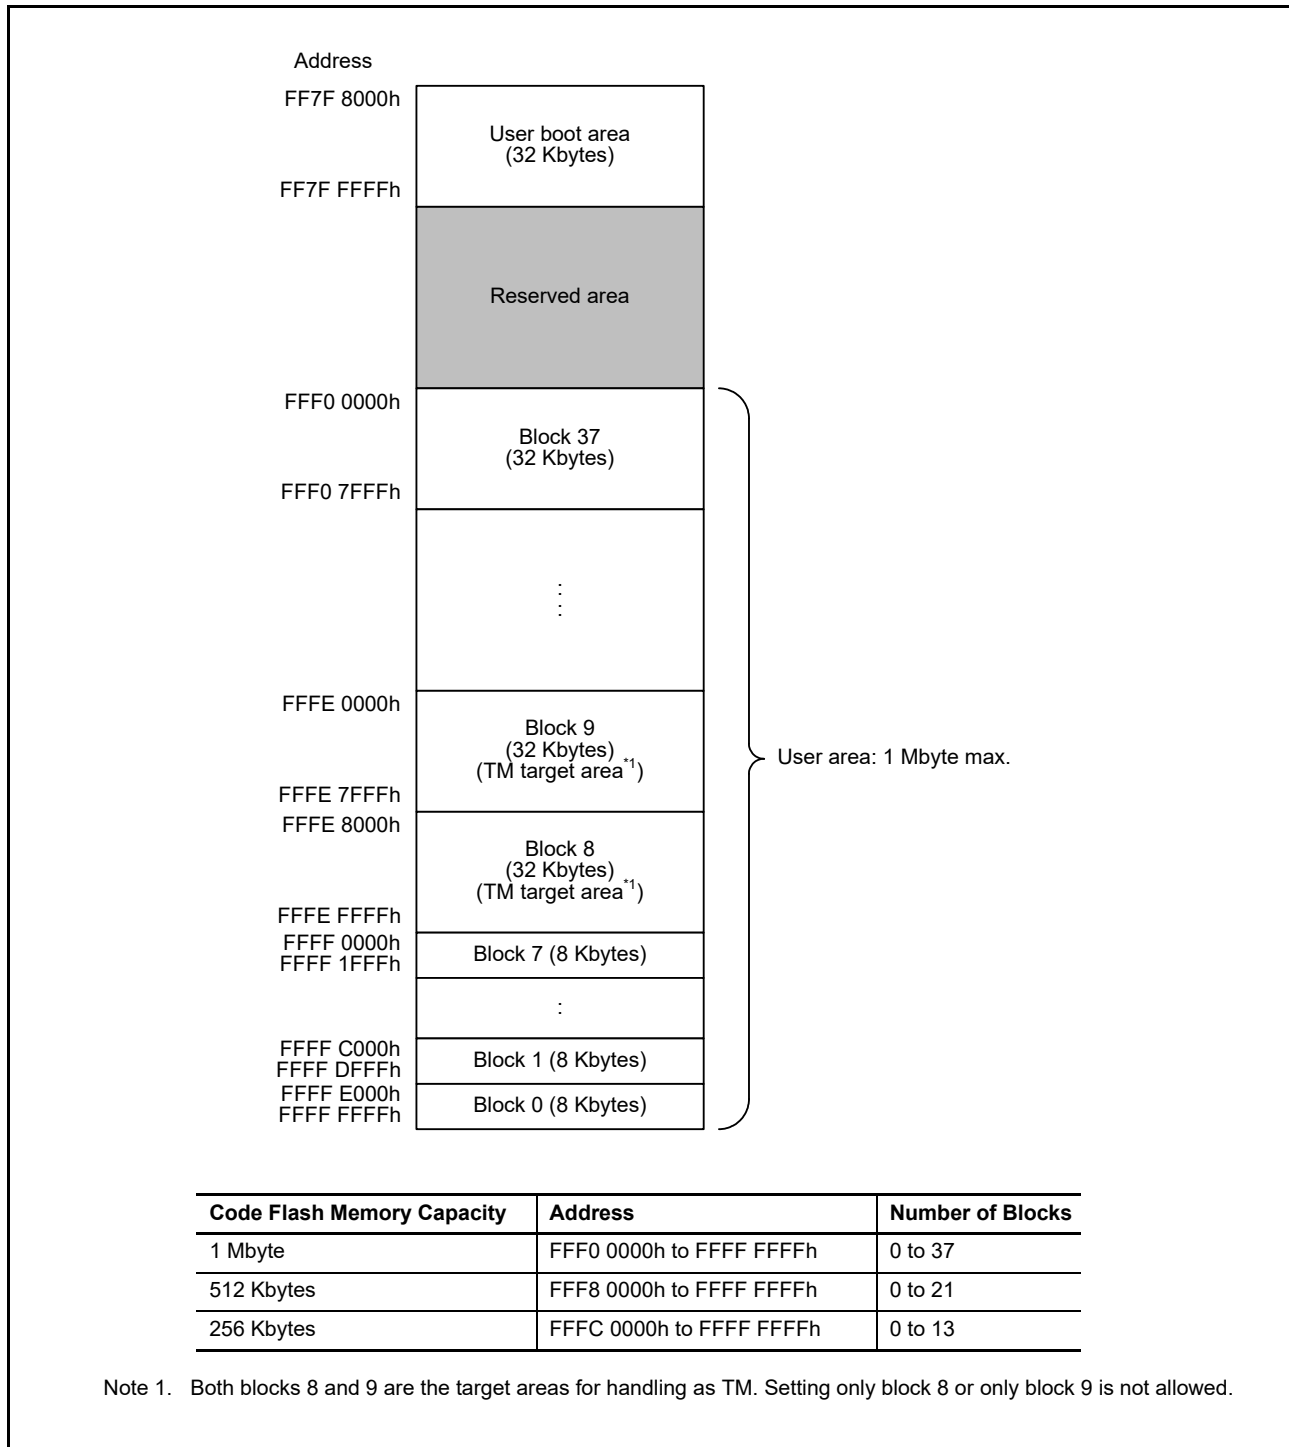 Address
FF7F 8000h
User boot area
(32 Kbytes)
FF7F FFFFh
Reserved area
FFF0 0000h
Block 37
(32 Kbytes)
FFF0 7FFFh
FFFE 0000h
Block 9
(32 Kbytes)
(TM target area*1)
User area: 1 Mbyte max.
FFFE 7FFFh
FFFE 8000h
Block 8
(32 Kbytes)
(TM target area*1)
FFFE FFFFh
FFFF 0000h
Block 7 (8 Kbytes)
FFFF 1FFFh
FFFF C000h
Block 1 (8 Kbytes)
FFFF DFFFh
FFFF E000h
Block 0 (8 Kbytes)
FFFF FFFFh
Code Flash Memory Capacity Address Number of Blocks
1 Mbyte FFF0 0000h to FFFF FFFFh 0 to 37
512 Kbytes FFF8 0000h to FFFF FFFFh 0 to 21
256 Kbytes FFFC 0000h to FFFF FFFFh 0 to 13
Note 1. Both blocks 8 and 9 are the target areas for handling as TM. Setting only block 8 or only block 9 is not allowed.